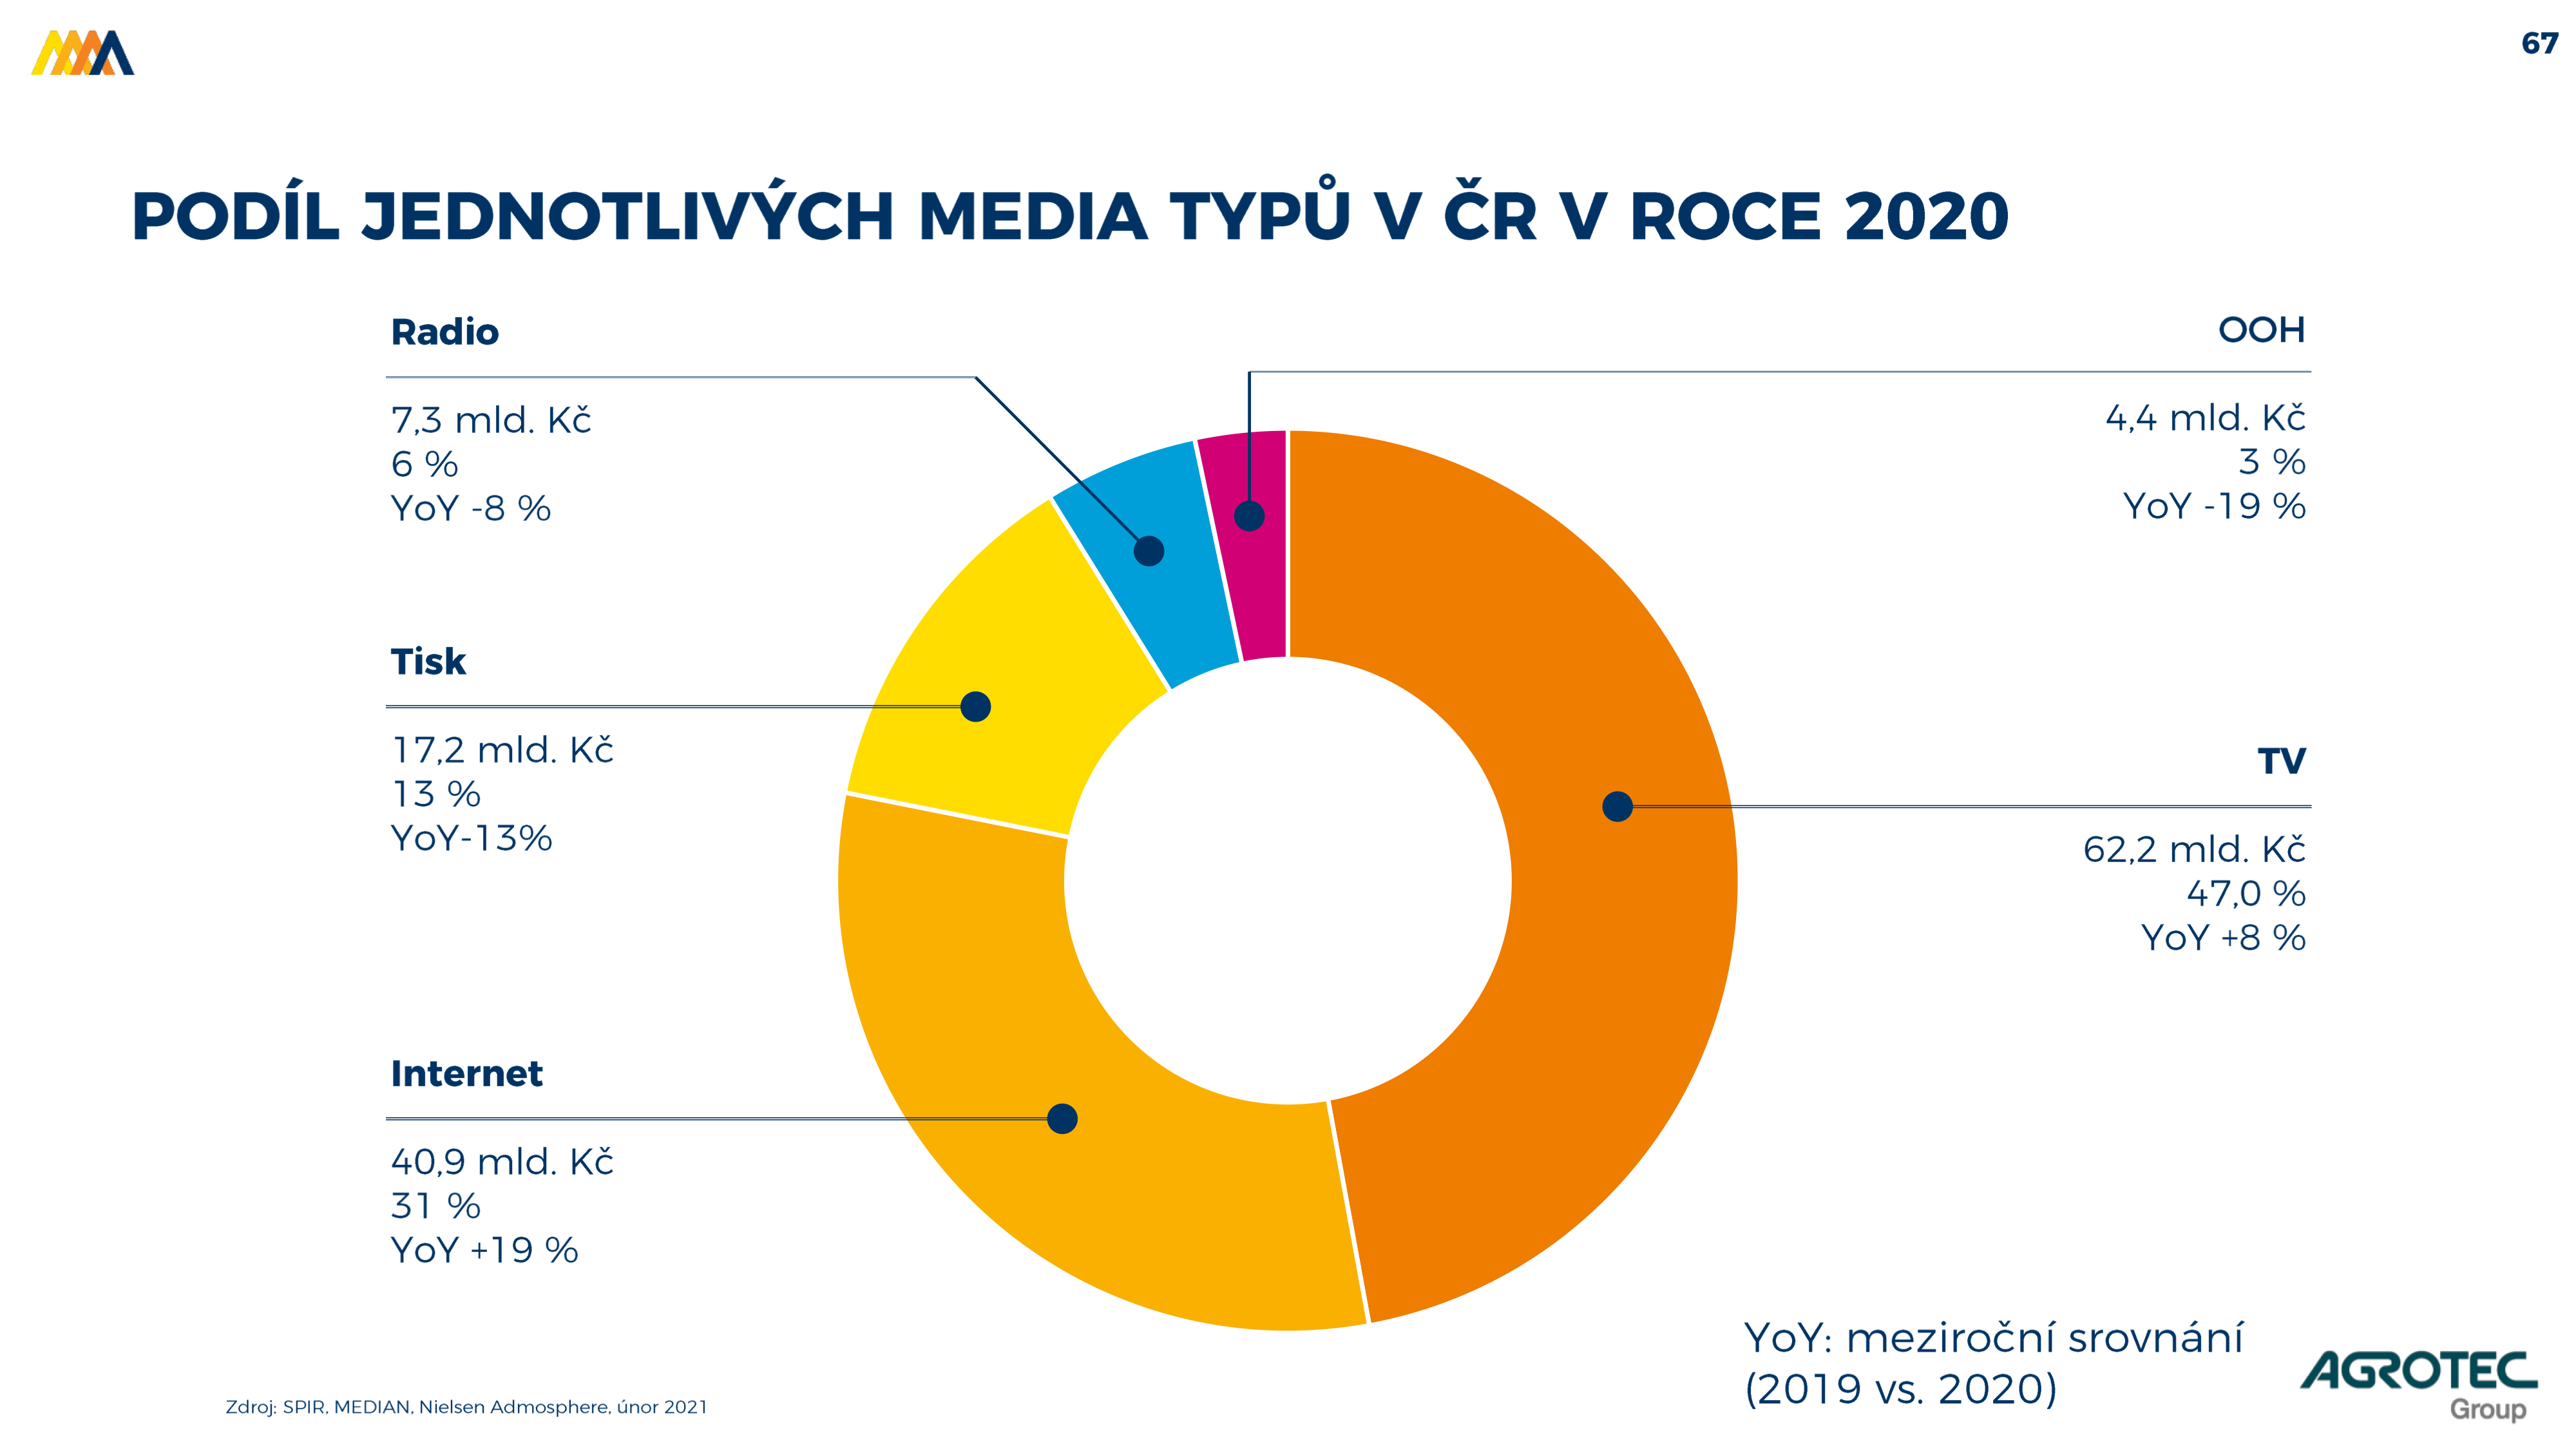 67
PODÍL JEDNOTLIVÝCH MEDIA TYPŮ V ČR V ROCE 2020
Radio
7,3 mld. Kč
6 %
YoY -8 %
OOH
4,4 mld. Kč
3 %
YoY -19 %
Tisk
17,2 mld. Kč
13 %
YoY-13%
TV
62,2 mld. Kč
47,0 %
YoY +8 %
Internet
40,9 mld. Kč
31 %
YoY +19 %
YoY: meziroční srovnání
(2019 vs. 2020)
AGROTEC
Group
Zdroj: SPIR, MEDIAN, Nielsen Admosphere, únor 2021